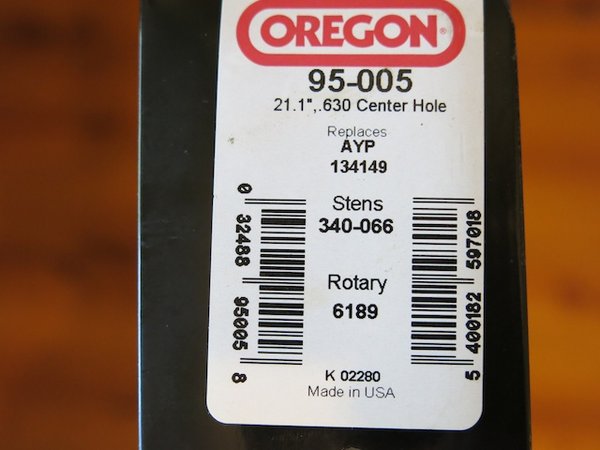 OREGON®
95-005
21.1",.630 Center Hole
Replaces
AYP
134149
Stens
340-066
Rotary
6189
K 02280
Made in USA
0 32488 95005 8
5 400182 597018